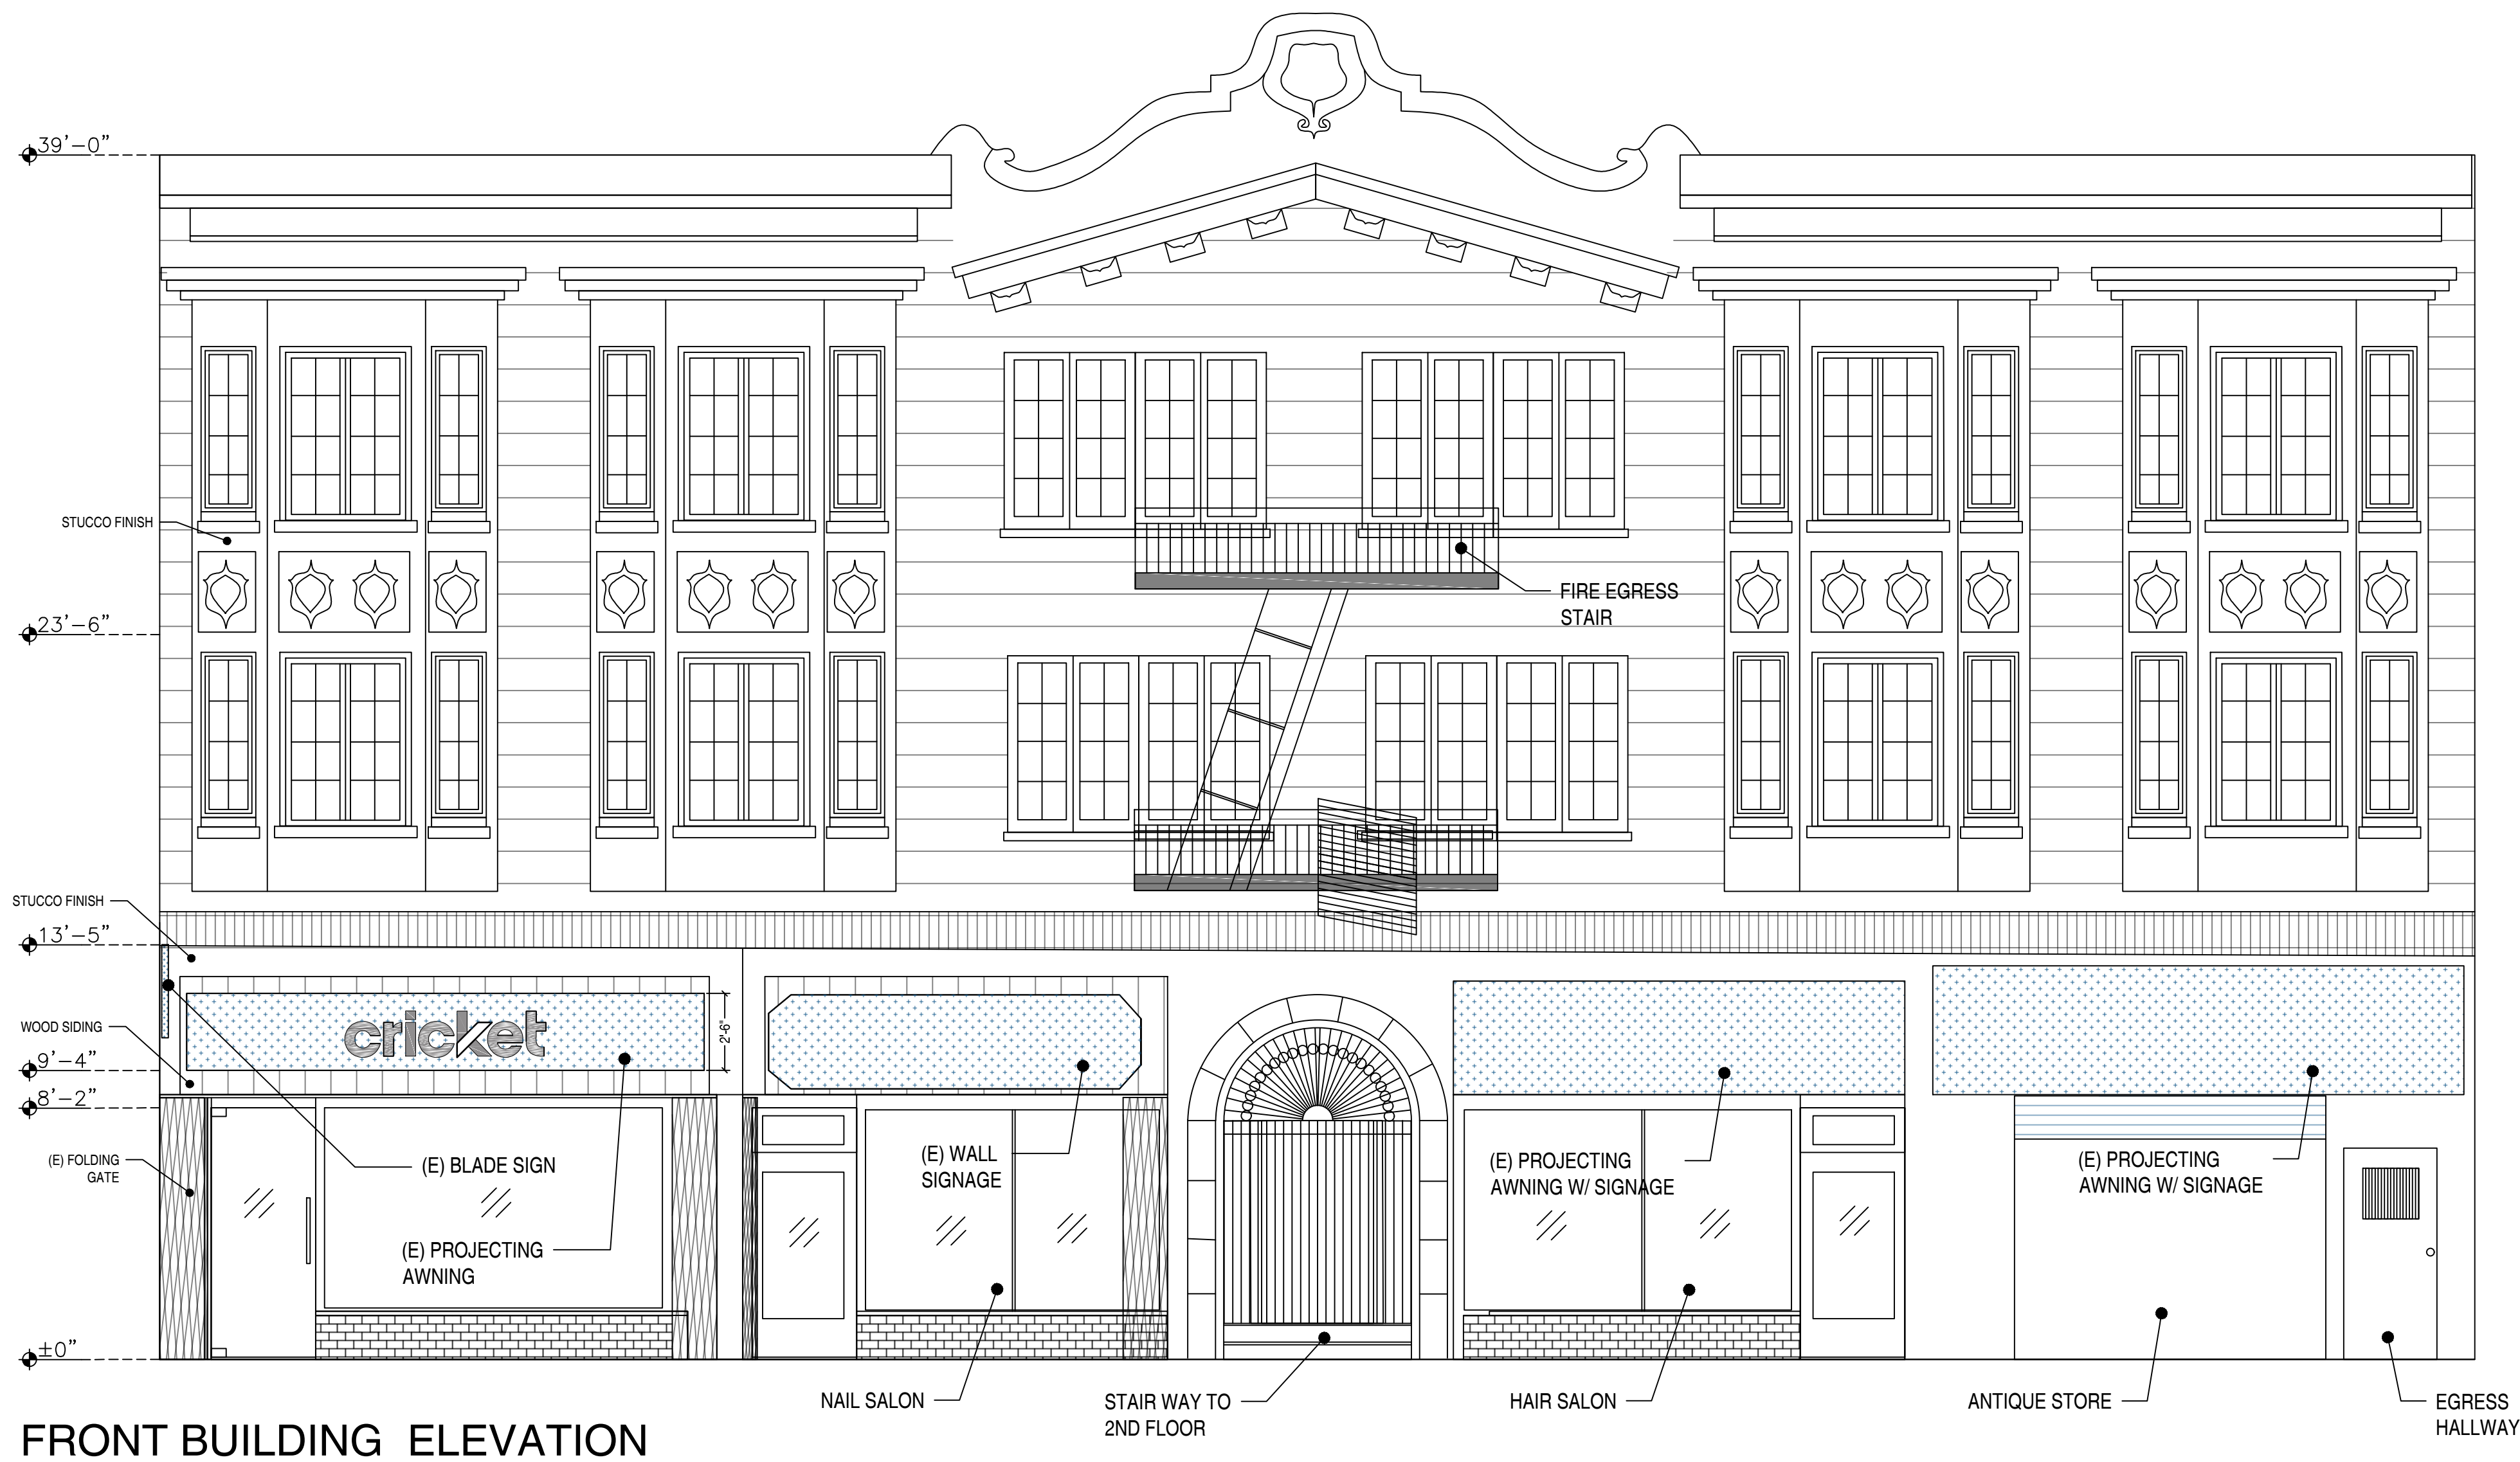 39'-0"
STUCCO FINISH
FIRE EGRESS
STAIR
23'-6"
STUCCO FINISH
13'-5"
WOOD SIDING
cricket
2'-6"
9'-4"
8'-2"
(E) FOLDING
GATE
(E) BLADE SIGN
(E) WALL
SIGNAGE
(E) PROJECTING
AWNING W/ SIGNAGE
(E) PROJECTING
AWNING W/ SIGNAGE
(E) PROJECTING
AWNING
±0"
NAIL SALON
STAIR WAY TO
2ND FLOOR
HAIR SALON
ANTIQUE STORE
EGRESS
HALLWAY
FRONT BUILDING ELEVATION